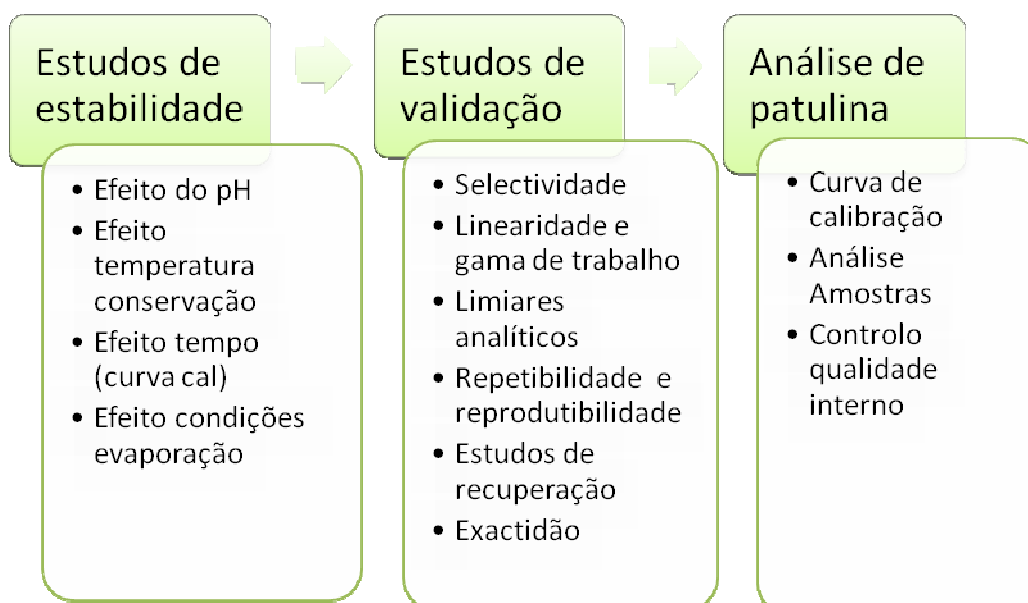 Estudos de
estabilidade
• Efeito do pH
• Efeito
temperatura
conservação
• Efeito tempo
(curva cal)
• Efeito condições
evaporação
Estudos de
validação
• Selectividade
• Linearidade e
gama de trabalho
• Limiares
analíticos
• Repetibilidade e
reprodutibilidade
• Estudos de
recuperação
• Exactidão
Análise de
patulina
• Curva de
calibração
• Análise
Amostras
• Controlo
qualidade
interno